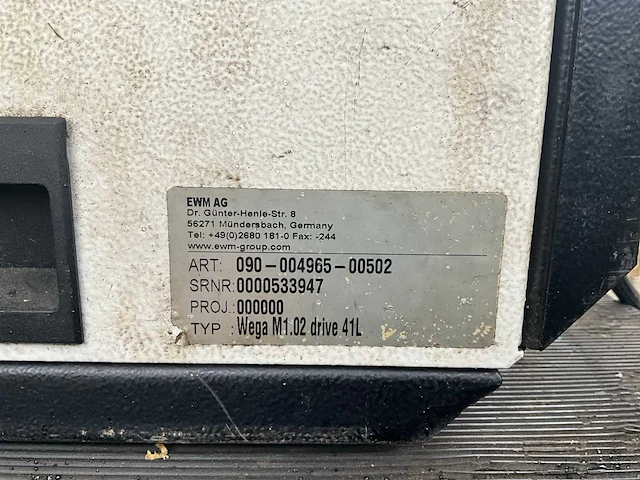 EWM AG
Dr. Günter-Henle-Str. 8
56271 Mündersbach, Germany
Tel: +49(0)2680 181-0 Fax: -244
www.ewm-group.com
ART: 090-004965-00502
SRNR: 0000533947
PROJ.: 000000
TYP : Wega M1.02 drive 41L